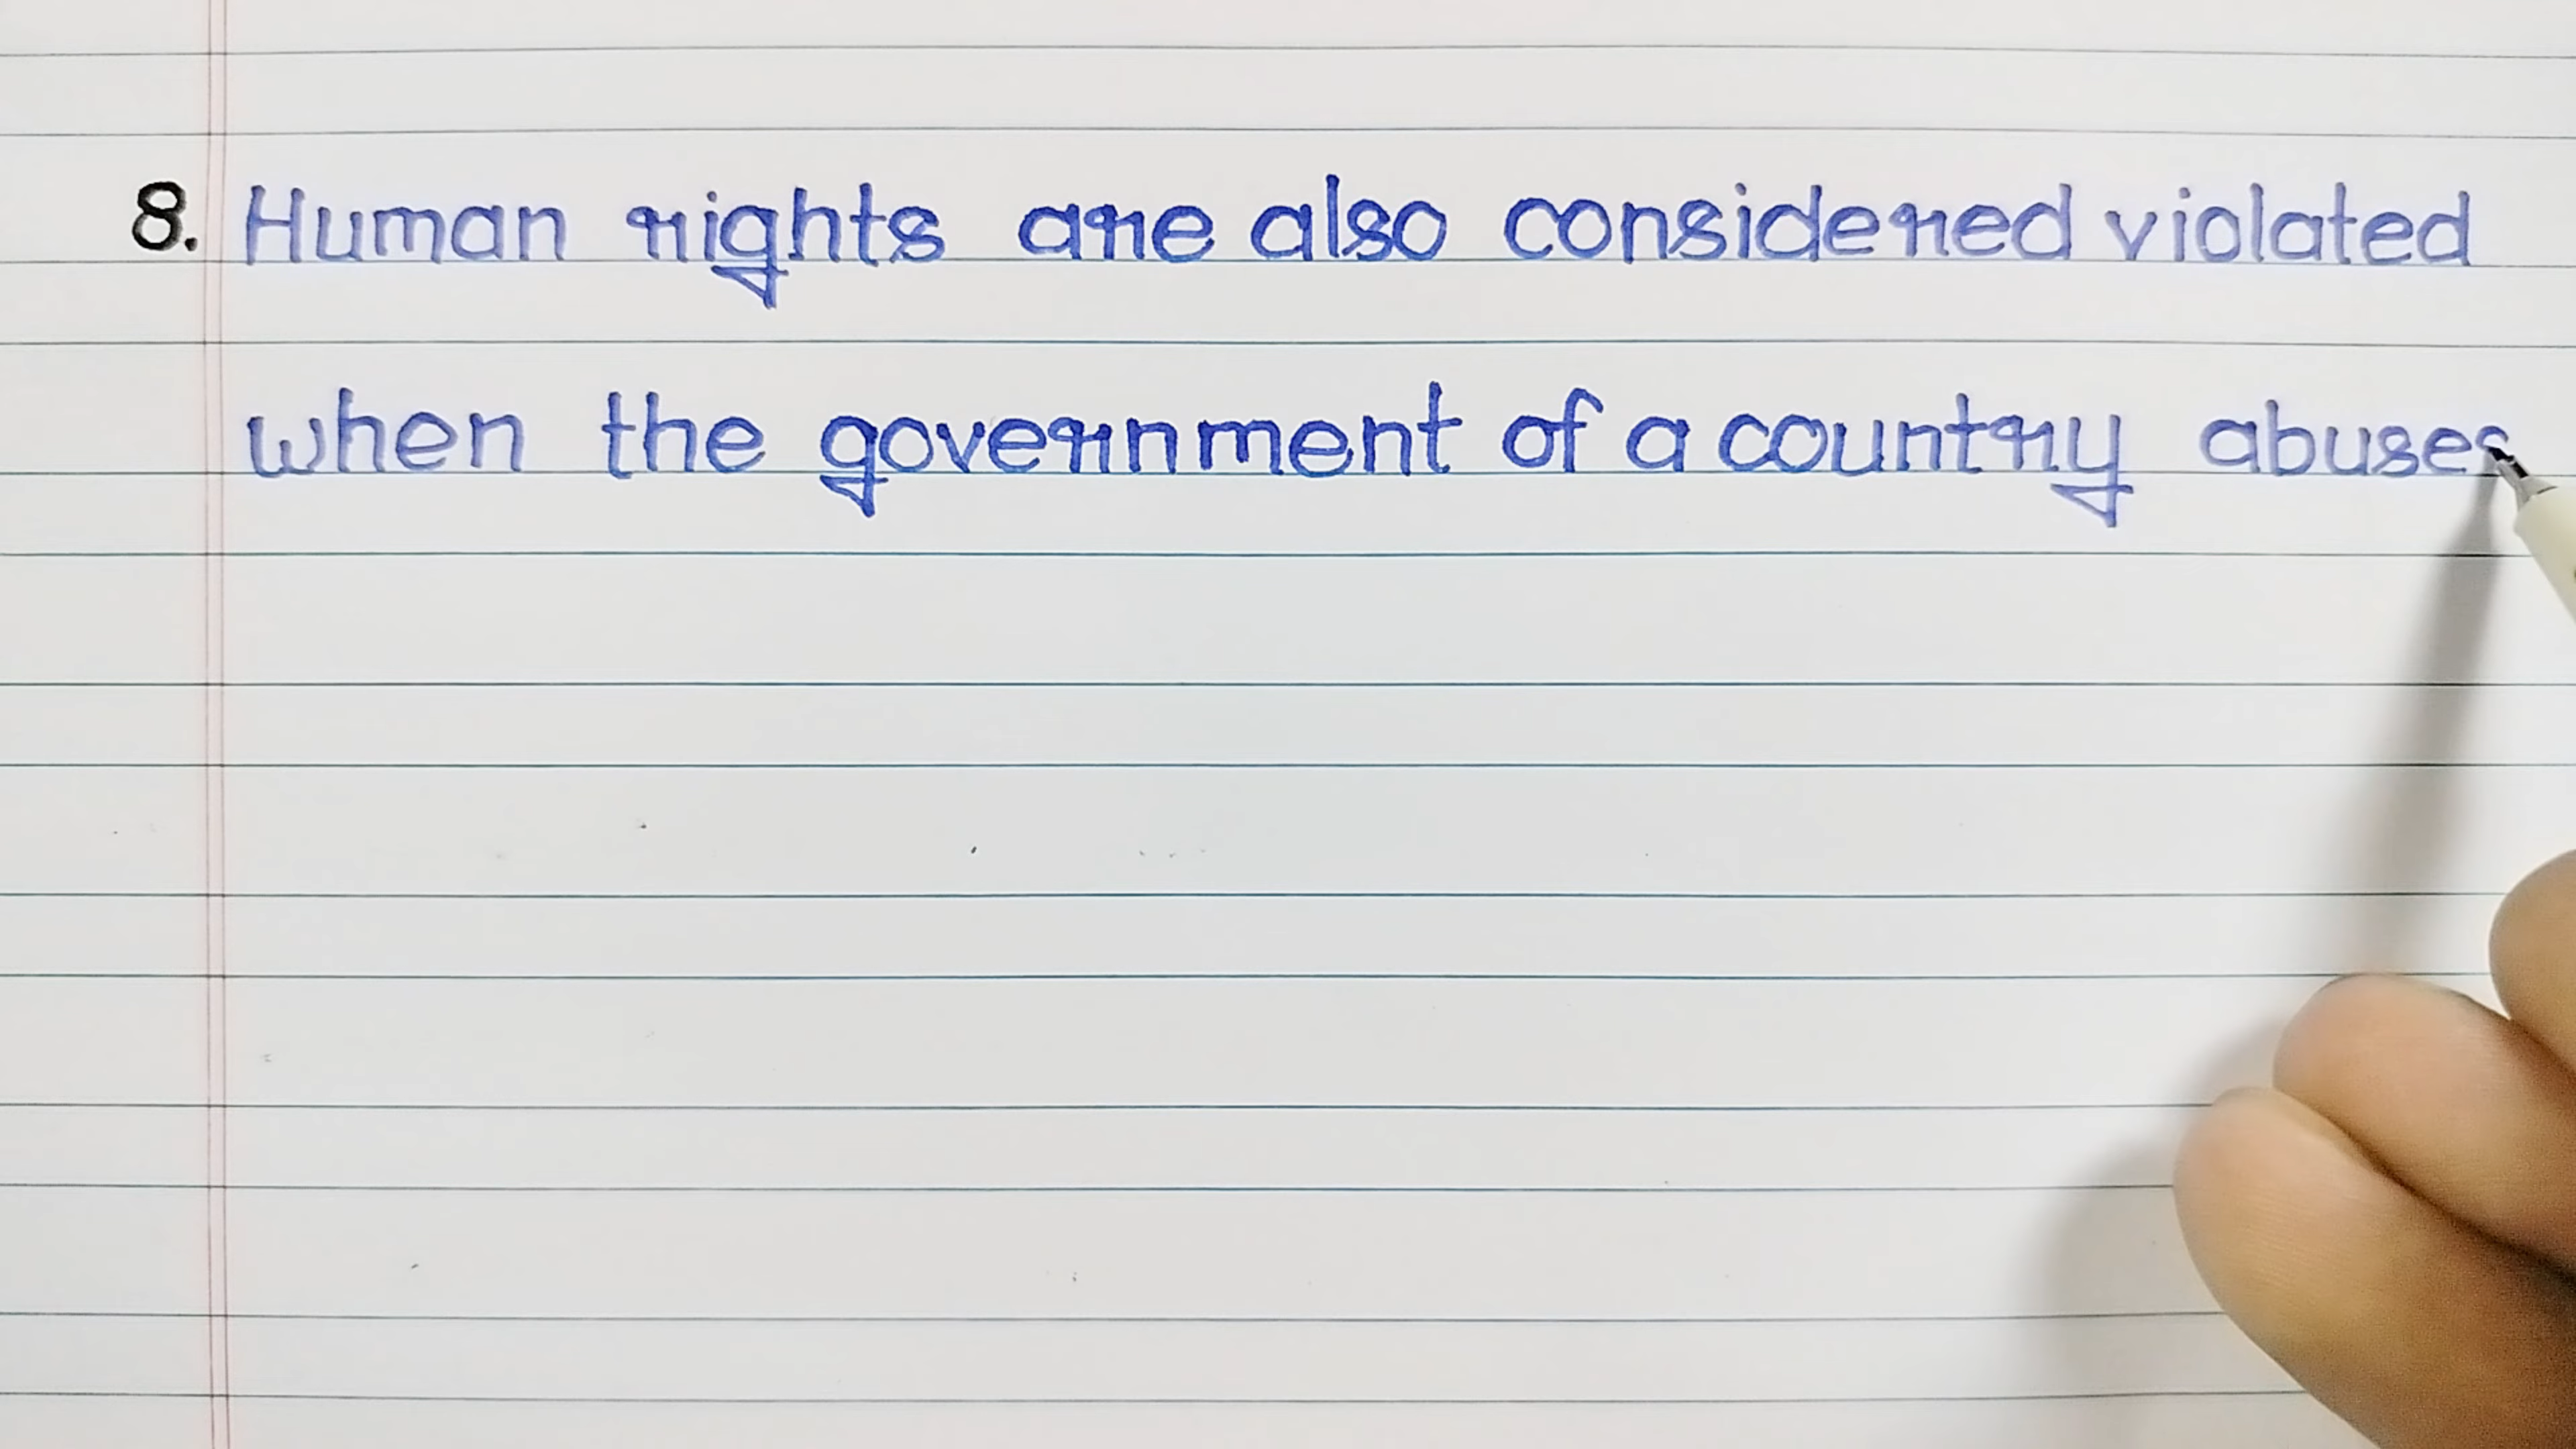 8. Human rights are also considered violated
when the government of a country abuses